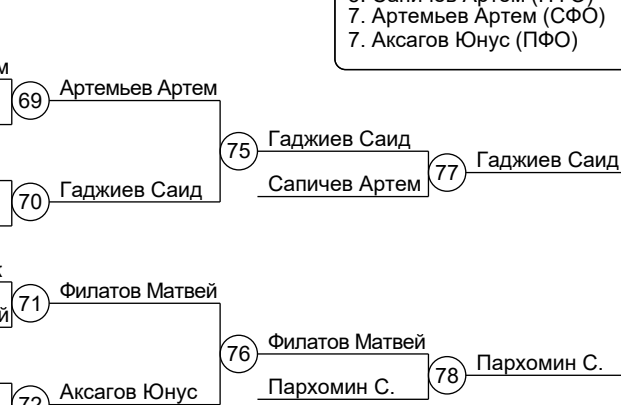 7. Артемьев Артем (СФО)
7. Аксагов Юнус (ПФО)
м
69 Артемьев Артем
75 Гаджиев Саид
77 Гаджиев Саид
Сапичев Артем
70 Гаджиев Саид
71 Филатов Матвей
й
76 Филатов Матвей
78 Пархомин С.
Пархомин С.
72 Аксагов Юнус